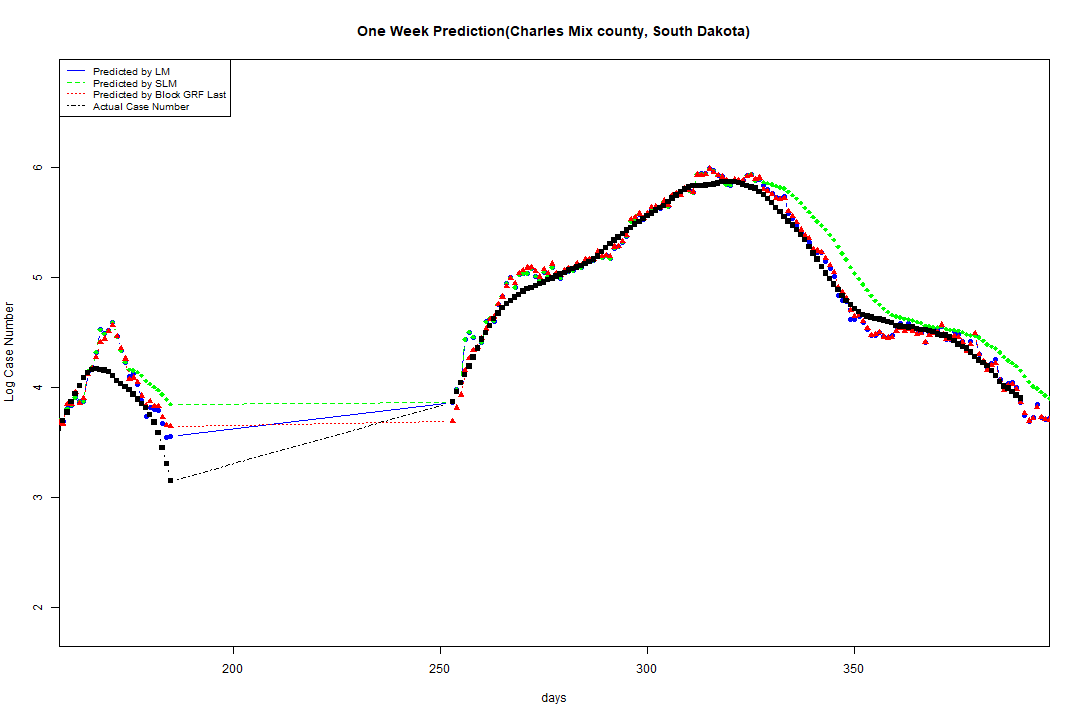 One Week Prediction(Charles Mix county, South Dakota)
Predicted by LM
Predicted by SLM
Predicted by Block GRF Last
Actual Case Number
6
5
4
3
2
Log Case Number
200 250 300 350
days